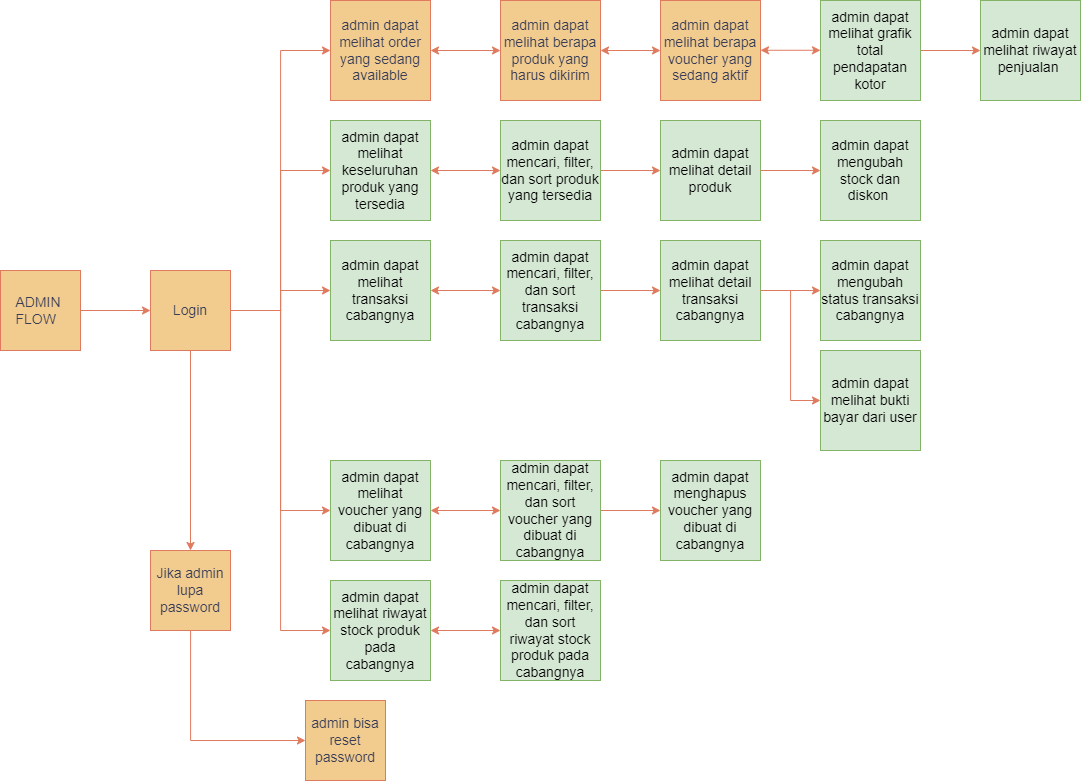 ADMIN
FLOW
Login
Jika admin
lupa
password
admin bisa
reset
password
admin dapat
melihat order
yang sedang
available
admin dapat
melihat berapa
produk yang
harus dikirim
admin dapat
melihat berapa
voucher yang
sedang aktif
admin dapat
melihat grafik
total
pendapatan
kotor
admin dapat
melihat riwayat
penjualan
admin dapat
melihat
keseluruhan
produk yang
tersedia
admin dapat
mencari, filter,
dan sort produk
yang tersedia
admin dapat
melihat detail
produk
admin dapat
mengubah
stock dan
diskon
admin dapat
melihat
transaksi
cabangnya
admin dapat
mencari, filter,
dan sort
transaksi
cabangnya
admin dapat
melihat detail
transaksi
cabangnya
admin dapat
mengubah
status transaksi
cabangnya
admin dapat
melihat bukti
bayar dari user
admin dapat
melihat
voucher yang
dibuat di
cabangnya
admin dapat
mencari, filter,
dan sort
voucher yang
dibuat di
cabangnya
admin dapat
menghapus
voucher yang
dibuat di
cabangnya
admin dapat
melihat riwayat
stock produk
pada
cabangnya
admin dapat
mencari, filter,
dan sort
riwayat stock
produk pada
cabangnya